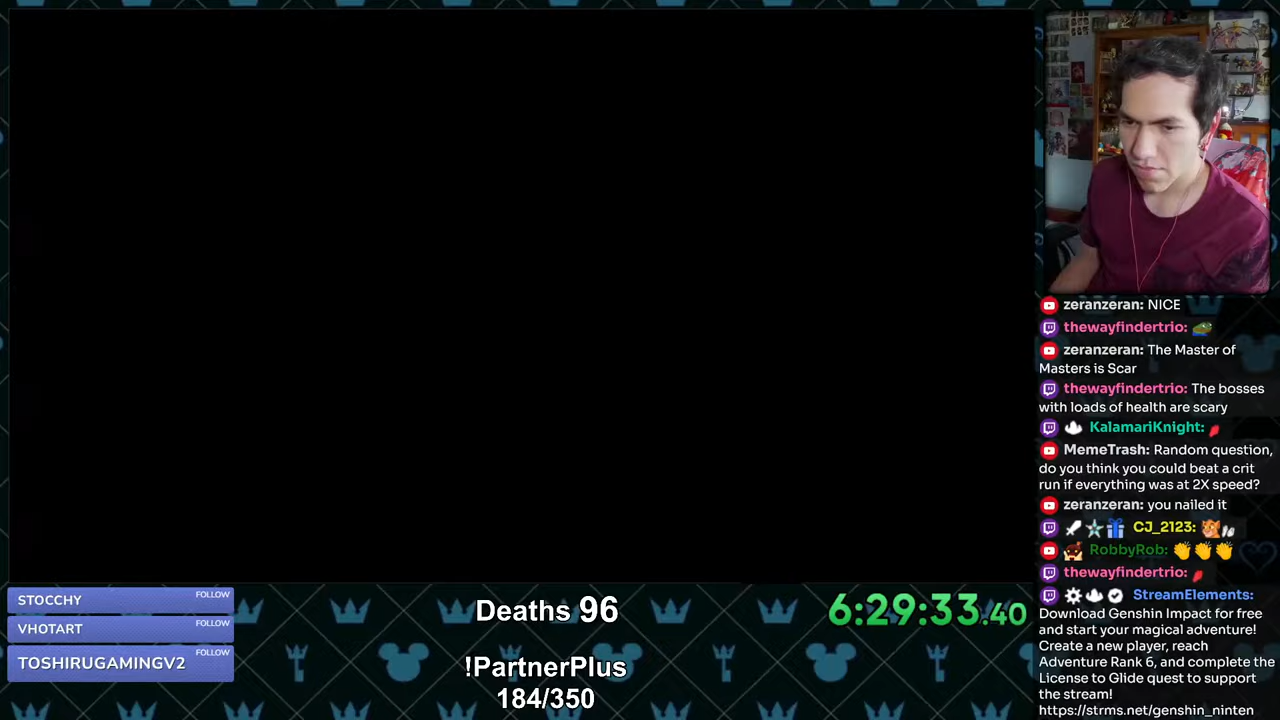 zeranzeran: NICE
thewayfindertrio:
zeranzeran: The Master of
Masters is Scar
thewayfindertrio: The bosses
with loads of health are scary
KalamariKnight:
MemeTrash: Random question,
do you think you could beat a crit
run if everything was at 2X speed?
zeranzeran: you nailed it
CJ_2123:
RobbyRob:
thewayfindertrio:
StreamElements:
Download Genshin Impact for free
and start your magical adventure!
Create a new player, reach
Adventure Rank 6, and complete the
License to Glide quest to support
the stream!
https://strms.net/genshin_ninten
STOCCHY FOLLOW
VHOTART FOLLOW
TOSHIRUGAMINGV2 FOLLOW
Deaths 96
!PartnerPlus
184/350
6:29:33.40